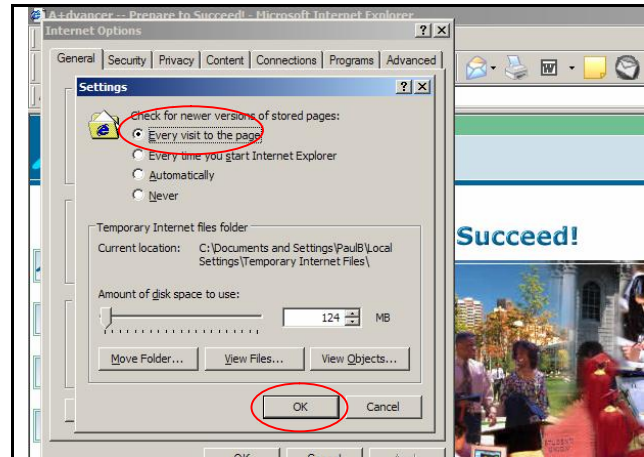 A+dvancer -- Prepare to Succeed! - Microsoft Internet Explorer
Internet Options
General Security Privacy Content Connections Programs Advanced
Settings
Check for newer versions of stored pages:
Every visit to the page
Every time you start Internet Explorer
Automatically
Never
Temporary Internet files folder
Current location: C:\Documents and Settings\PaulB\Local
Settings\Temporary Internet Files\
Succeed!
Amount of disk space to use:
124 MB
Move Folder... View Files... View Objects...
OK Cancel
STUDENT
UNION